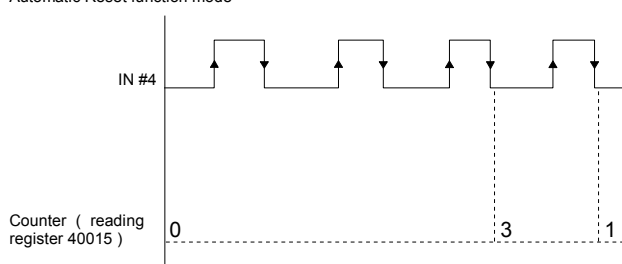 Automatic Reset function mode
IN #4
Counter ( reading
register 40015 )
0
3
1